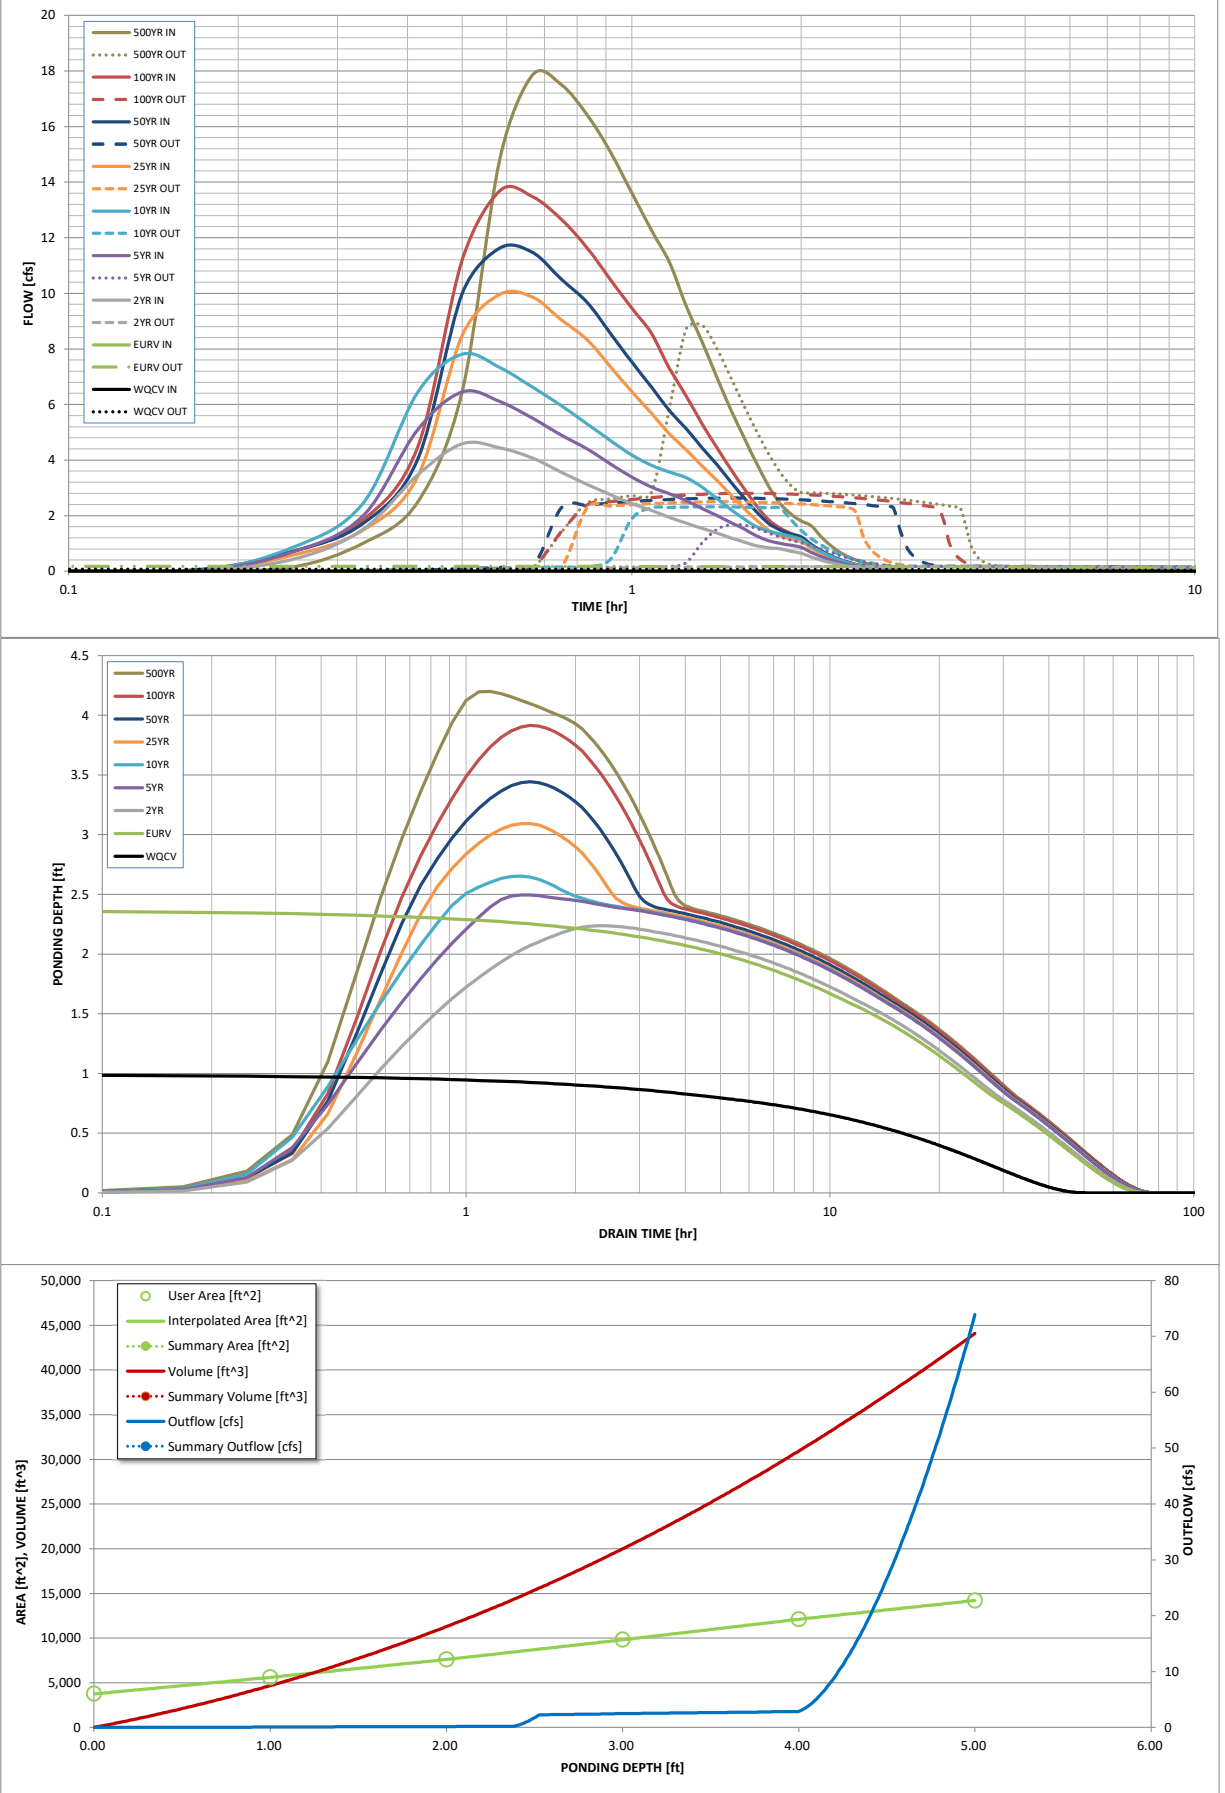 20
18
16
14
12
10
8
6
4
2
0
FLOW [cfs]
500YR IN
500YR OUT
100YR IN
100YR OUT
50YR IN
50YR OUT
25YR IN
25YR OUT
10YR IN
10YR OUT
5YR IN
5YR OUT
2YR IN
2YR OUT
EURV IN
EURV OUT
WQCV IN
WQCV OUT
0.1
1
10
TIME [hr]
4.5
4
3.5
3
2.5
2
1.5
1
0.5
0
PONDING DEPTH [ft]
500YR
100YR
50YR
25YR
10YR
5YR
2YR
EURV
WQCV
0.1
1
10
100
DRAIN TIME [hr]
50,000
45,000
40,000
35,000
30,000
25,000
20,000
15,000
10,000
5,000
0
AREA [ft^2], VOLUME [ft^3]
User Area [ft^2]
Interpolated Area [ft^2]
Summary Area [ft^2]
Volume [ft^3]
Summary Volume [ft^3]
Outflow [cfs]
Summary Outflow [cfs]
80
70
60
50
40
30
20
10
0
OUTFLOW [cfs]
0.00
1.00
2.00
3.00
4.00
5.00
6.00
PONDING DEPTH [ft]